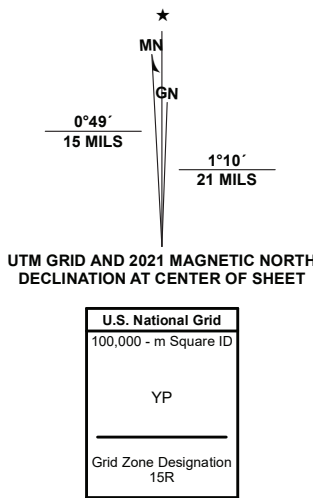 MN
GN
0°49´
15 MILS
1°10´
21 MILS
UTM GRID AND 2021 MAGNETIC NORTH
DECLINATION AT CENTER OF SHEET
U.S. National Grid
100,000 - m Square ID
YP
Grid Zone Designation
15R